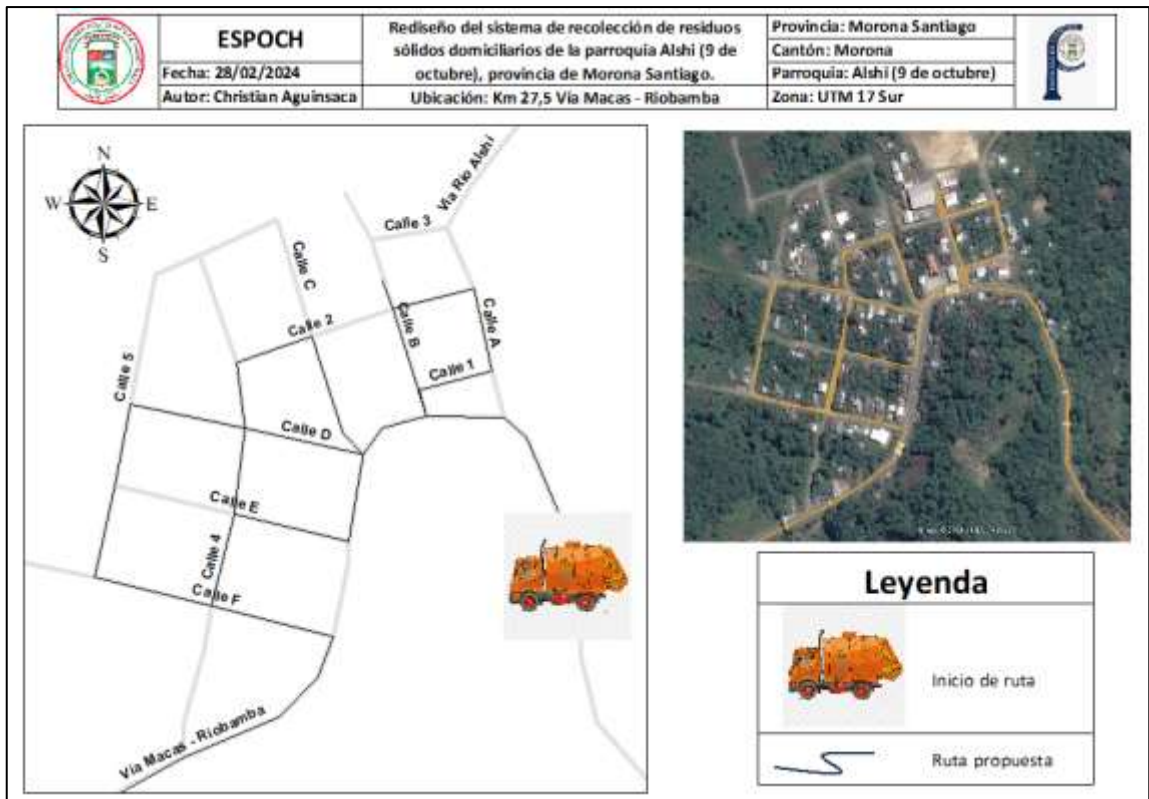 ESPOCH
Fecha: 28/02/2024
Autor: Christian Aguinsaca
Rediseño del sistema de recolección de residuos
sólidos domiciliarios de la parroquia Alshi (9 de
octubre), provincia de Morona Santiago.
Ubicación: Km 27,5 Vía Macas - Riobamba
Provincia: Morona Santiago
Cantón: Morona
Parroquia: Alshi (9 de octubre)
Zona: UTM 17 Sur
N
W
E
S
Vía Rio Alshi
Calle 3
Calle C
Calle 2
Calle B
Calle A
Calle 1
Calle 5
Calle D
Calle E
Calle 4
Calle F
Vía Macas - Riobamba
Leyenda
Inicio de ruta
Ruta propuesta